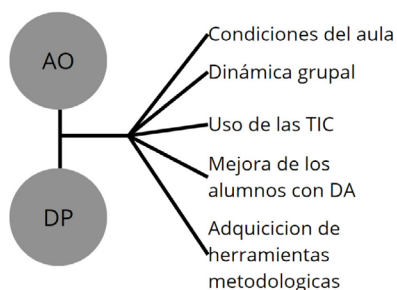 AO
DP
Condiciones del aula
Dinámica grupal
Uso de las TIC
Mejora de los
alumnos con DA
Adquicicion de
herramientas
metodologicas